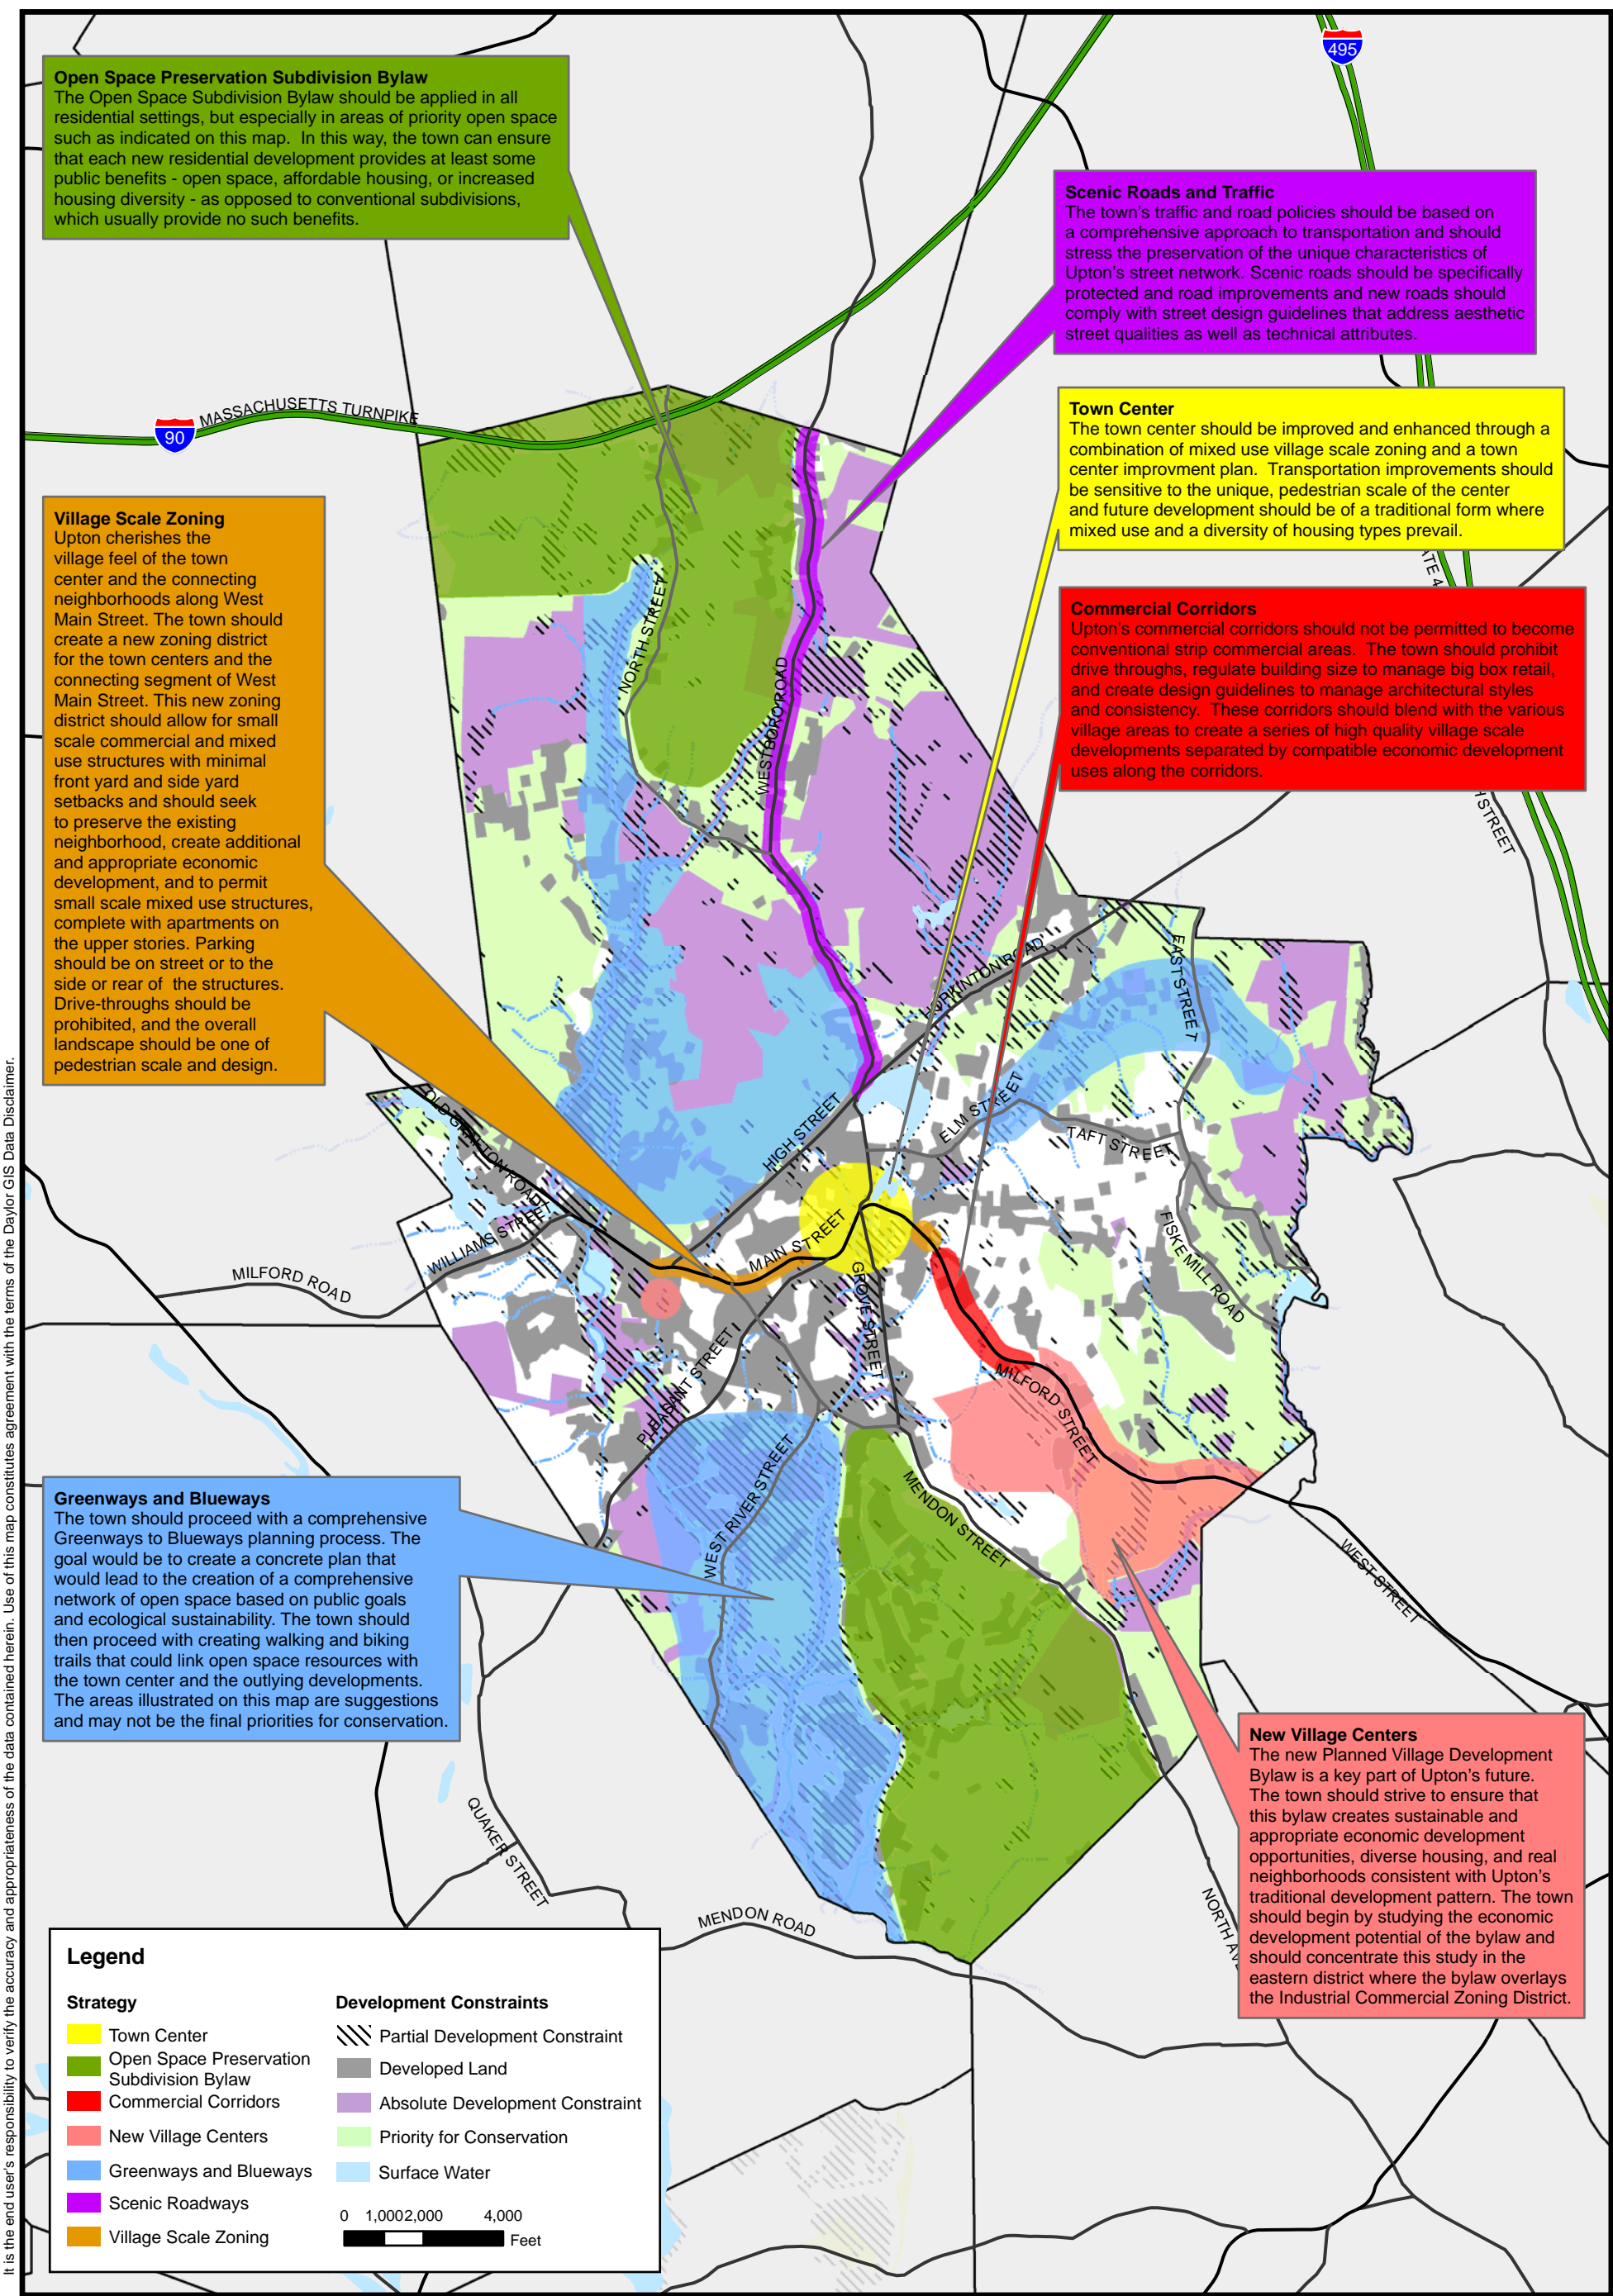 495
Open Space Preservation Subdivision Bylaw
The Open Space Subdivision Bylaw should be applied in all
residential settings, but especially in areas of priority open space
such as indicated on this map. In this way, the town can ensure
that each new residential development provides at least some
public benefits - open space, affordable housing, or increased
housing diversity - as opposed to conventional subdivisions,
which usually provide no such benefits.
Scenic Roads and Traffic
The town's traffic and road policies should be based on
a comprehensive approach to transportation and should
stress the preservation of the unique characteristics of
Upton's street network. Scenic roads should be specifically
protected and road improvements and new roads should
comply with street design guidelines that address aesthetic
street qualities as well as technical attributes.
MASSACHUSETTS TURNPIKE
90
Town Center
The town center should be improved and enhanced through a
combination of mixed use village scale zoning and a town
center improvment plan. Transportation improvements should
be sensitive to the unique, pedestrian scale of the center
and future development should be of a traditional form where
mixed use and a diversity of housing types prevail.
Village Scale Zoning
Upton cherishes the
village feel of the town
center and the connecting
neighborhoods along West
Main Street. The town should
create a new zoning district
for the town centers and the
connecting segment of West
Main Street. This new zoning
district should allow for small
scale commercial and mixed
use structures with minimal
front yard and side yard
setbacks and should seek
to preserve the existing
neighborhood, create additional
and appropriate economic
development, and to permit
small scale mixed use structures,
complete with apartments on
the upper stories. Parking
should be on street or to the
side or rear of the structures.
Drive-throughs should be
prohibited, and the overall
landscape should be one of
pedestrian scale and design.
ATE 4
Commercial Corridors
Upton's commercial corridors should not be permitted to become
conventional strip commercial areas. The town should prohibit
drive throughs, regulate building size to manage big box retail,
and create design guidelines to manage architectural styles
and consistency. These corridors should blend with the various
village areas to create a series of high quality village scale
developments separated by compatible economic development
uses along the corridors.
H STREET
NORTH STREET
WESTBORO ROAD
HOPKINTON ROAD
EAST STREET
OLD GRAFTON ROAD
HIGH STREET
ELM STREET
TAFT STREET
WILLIAMS STREET
MAIN STREET
GROVE STREET
FISKE MILL ROAD
MILFORD ROAD
PLEASANT STREET
MILFORD STREET
WEST RIVER STREET
MENDON STREET
WEST STREET
Greenways and Blueways
The town should proceed with a comprehensive
Greenways to Blueways planning process. The
goal would be to create a concrete plan that
would lead to the creation of a comprehensive
network of open space based on public goals
and ecological sustainability. The town should
then proceed with creating walking and biking
trails that could link open space resources with
the town center and the outlying developments.
The areas illustrated on this map are suggestions
and may not be the final priorities for conservation.
New Village Centers
The new Planned Village Development
Bylaw is a key part of Upton's future.
The town should strive to ensure that
this bylaw creates sustainable and
appropriate economic development
opportunities, diverse housing, and real
neighborhoods consistent with Upton's
traditional development pattern. The town
should begin by studying the economic
development potential of the bylaw and
should concentrate this study in the
eastern district where the bylaw overlays
the Industrial Commercial Zoning District.
QUAKER STREET
MENDON ROAD
NORTH AVE
Legend
Strategy
Town Center
Open Space Preservation
Subdivision Bylaw
Commercial Corridors
New Village Centers
Greenways and Blueways
Scenic Roadways
Village Scale Zoning
Development Constraints
Partial Development Constraint
Developed Land
Absolute Development Constraint
Priority for Conservation
Surface Water
0 1,000 2,000 4,000
Feet
It is the end user's responsibility to verify the accuracy and appropriateness of the data contained herein. Use of this map constitutes agreement with the terms of the Daylor GIS Data Disclaimer.